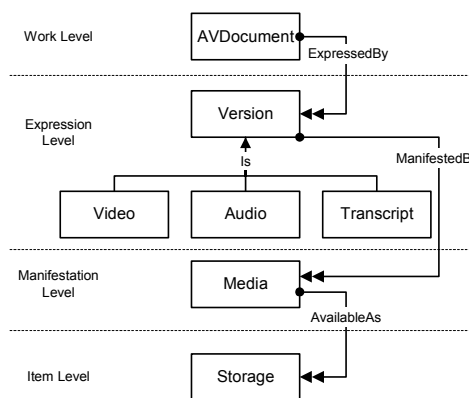 Work Level
AVDocument
ExpressedBy
Expression
Level
Version
Is
ManifestedB
Video
Audio
Transcript
Manifestation
Level
Media
AvailableAs
Item Level
Storage